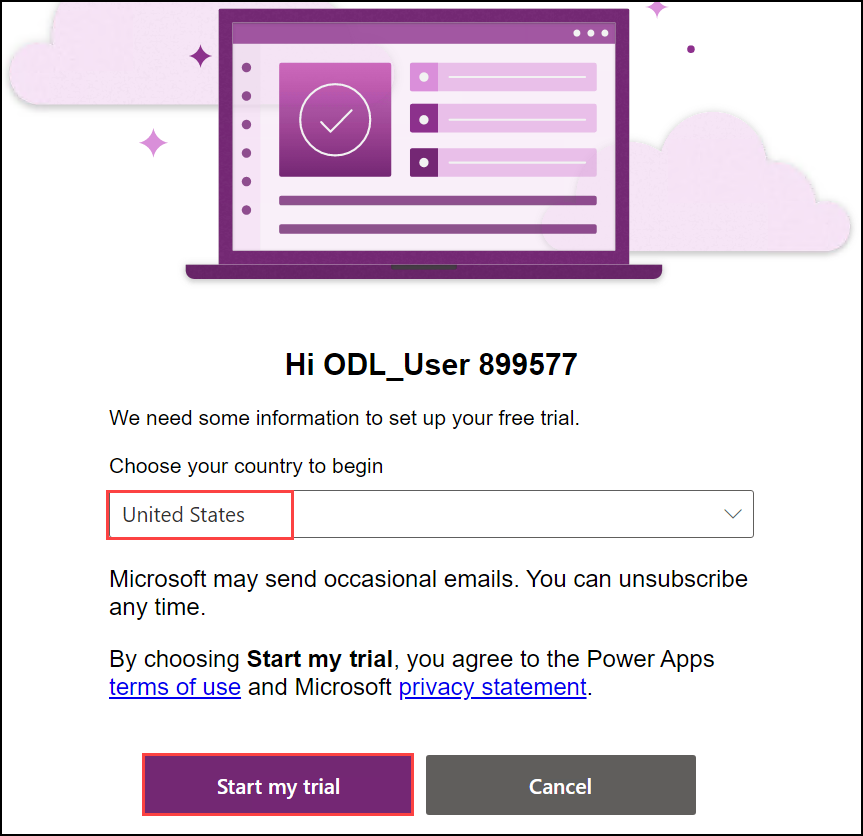 Hi ODL_User 899577
We need some information to set up your free trial.
Choose your country to begin
United States
Microsoft may send occasional emails. You can unsubscribe
any time.
By choosing Start my trial, you agree to the Power Apps
terms of use and Microsoft privacy statement.
Start my trial
Cancel